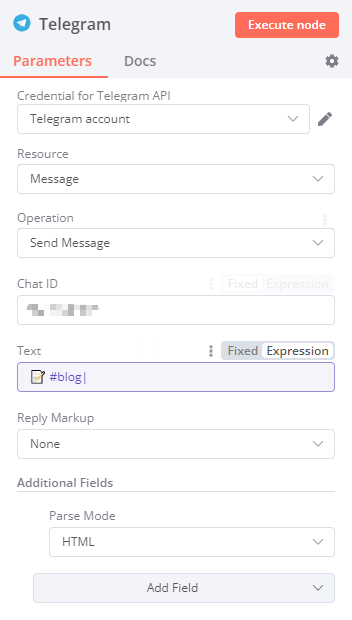 Telegram
Execute node
Parameters
Docs
Credential for Telegram API
Telegram account
Resource
Message
Operation
Send Message
Chat ID
Fixed Expression
Text
Fixed Expression
📝 #blog|
Reply Markup
None
Additional Fields
Parse Mode
HTML
Add Field